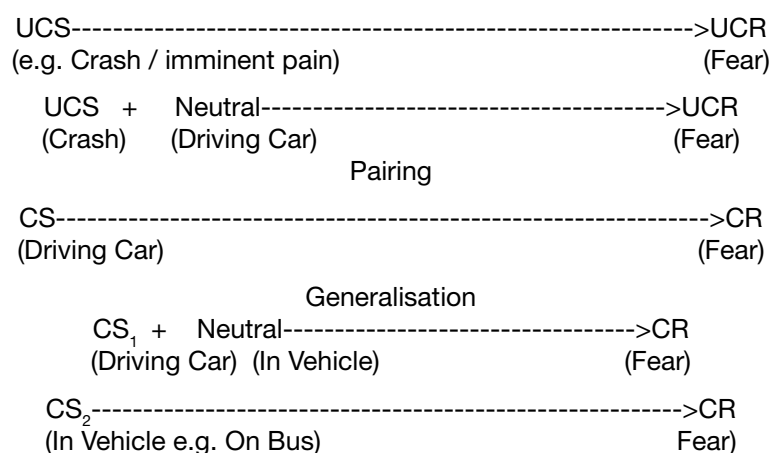 UCS------------------------------------------------------------->UCR
(e.g. Crash / imminent pain) (Fear)
UCS + Neutral--------------------------------------->UCR
(Crash) (Driving Car) (Fear)
Pairing
CS--------------------------------------------------------------->CR
(Driving Car) (Fear)
Generalisation
CS₁ + Neutral---------------------------------->CR
(Driving Car) (In Vehicle) (Fear)
CS₂--------------------------------------------------------->CR
(In Vehicle e.g. On Bus) Fear)